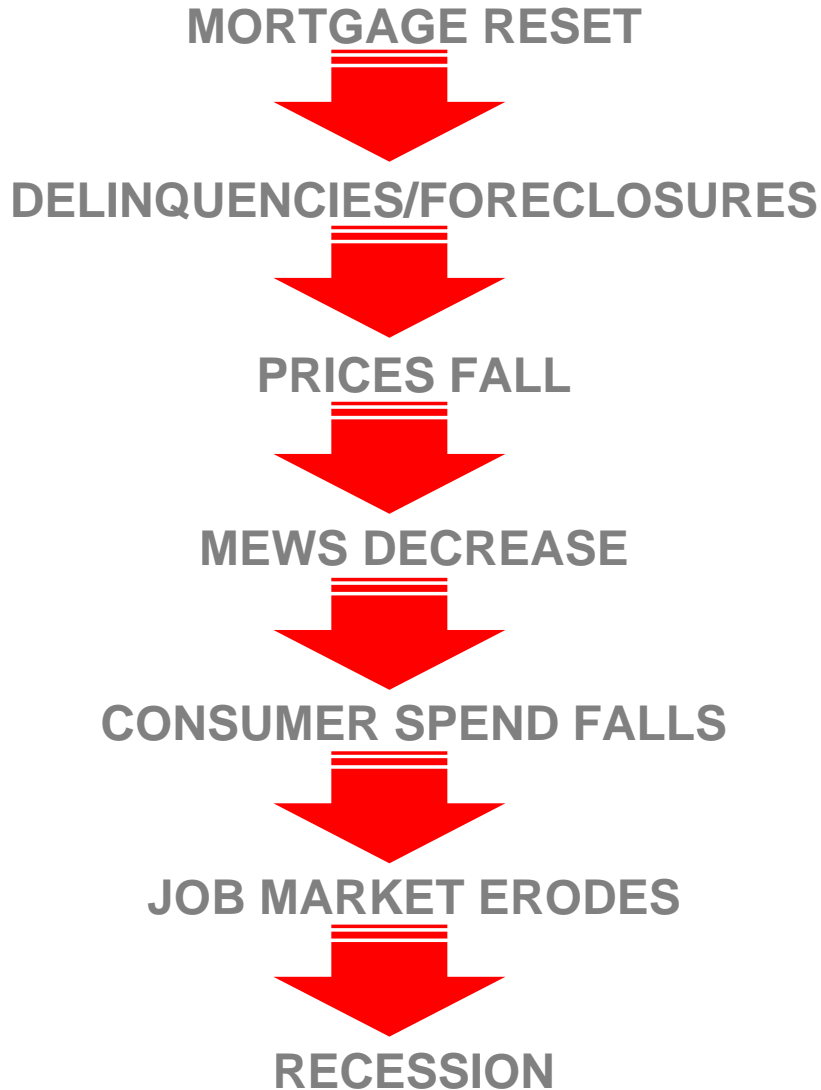 MORTGAGE RESET
DELINQUENCIES/FORECLOSURES
PRICES FALL
MEWS DECREASE
CONSUMER SPEND FALLS
JOB MARKET ERODES
RECESSION